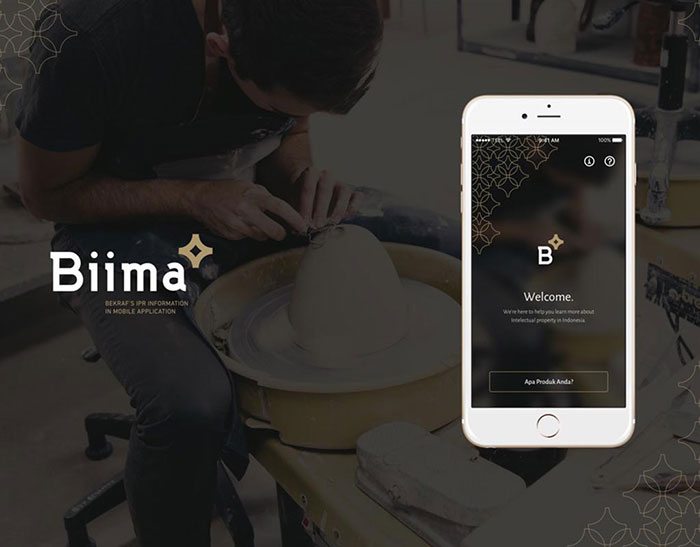 Biima
BEKRAF'S IPR INFORMATION
IN MOBILE APPLICATION
TSEL
9:41 AM
100%
B
Welcome.
We're here to help you learn more about
Intelectual property in Indonesia.
Apa Produk Anda?